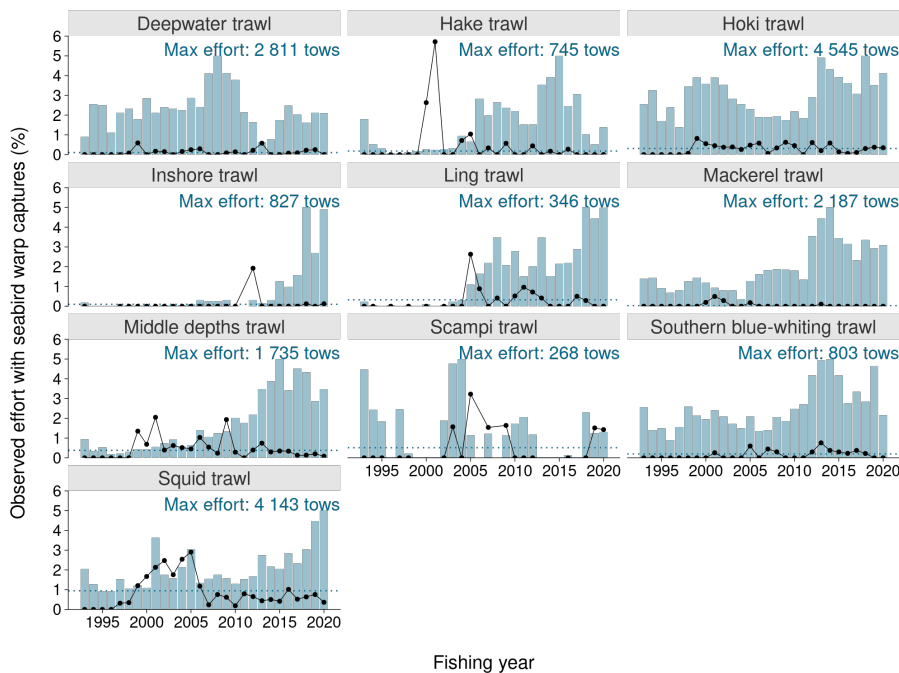 Deepwater trawl
Hake trawl
Hoki trawl
Max effort: 2 811 tows
Max effort: 745 tows
Max effort: 4 545 tows
6
5
4
3
2
1
0
Inshore trawl
Ling trawl
Mackerel trawl
Max effort: 827 tows
Max effort: 346 tows
Max effort: 2 187 tows
6
5
4
3
2
1
0
Middle depths trawl
Scampi trawl
Southern blue-whiting trawl
Max effort: 1 735 tows
Max effort: 268 tows
Max effort: 803 tows
6
5
4
3
2
1
0
1995 2000 2005 2010 2015 2020
1995 2000 2005 2010 2015 2020
Squid trawl
Max effort: 4 143 tows
6
5
4
3
2
1
0
1995 2000 2005 2010 2015 2020
Observed effort with seabird warp captures (%)
Fishing year